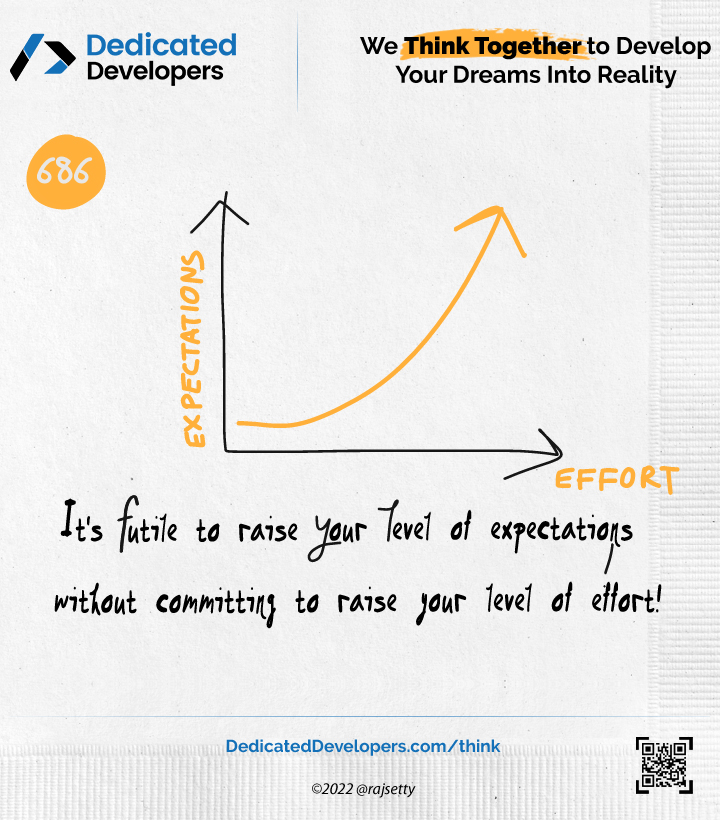 Dedicated
Developers
We Think Together to Develop
Your Dreams Into Reality
686
EXPECTATIONS
EFFORT
It's futile to raise your level of expectations
without committing to raise your level of effort!
DedicatedDevelopers.com/think
©2022 @rajsetty